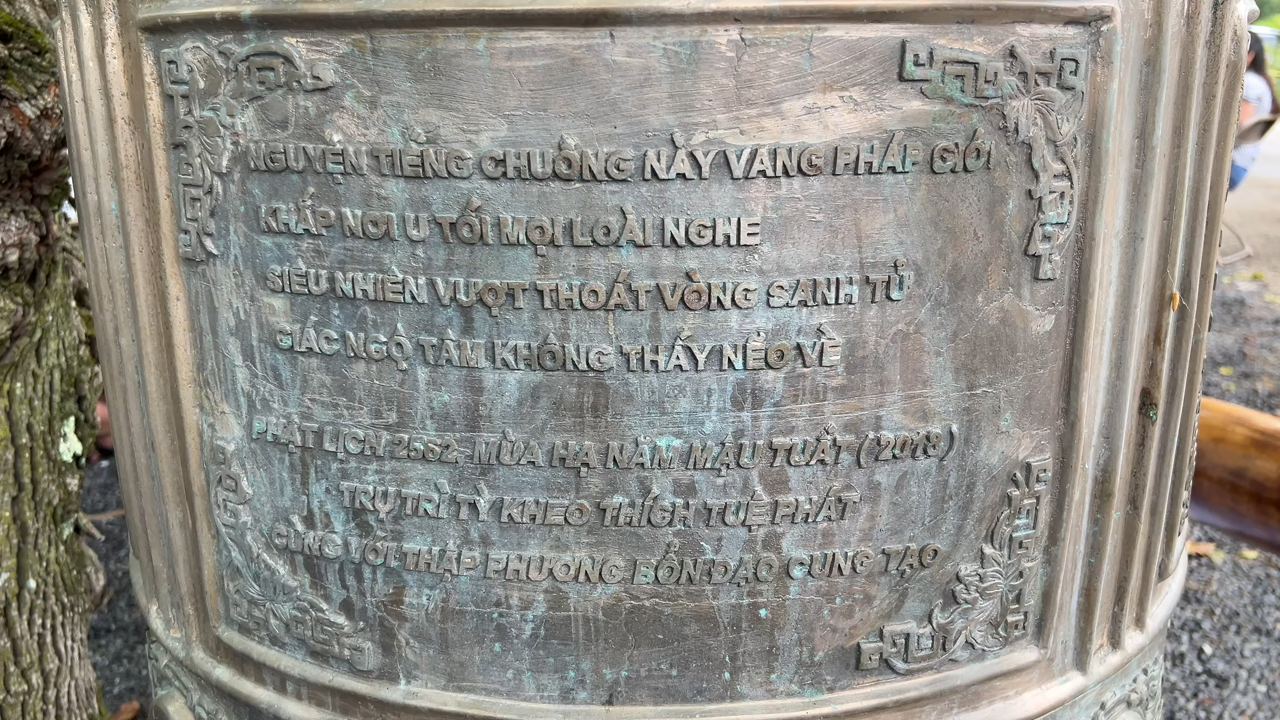 NGUYỆN TIẾNG CHUÔNG NÀY VANG PHÁP GIỚI
KHẮP NƠI U TỐI MỌI LOÀI NGHE
SIÊU NHIÊN VƯỢT THOÁT VÒNG SANH TỬ
GIÁC NGỘ TÂM KHÔNG THẤY NẺO VỀ
PHẬT LỊCH 2562, MÙA HẠ NĂM MẬU TUẤT (2018)
TRỤ TRÌ TỲ KHEO THÍCH TUỆ PHÁT
CÙNG VỚI THẬP PHƯƠNG BỔN ĐẠO CUNG TẠO